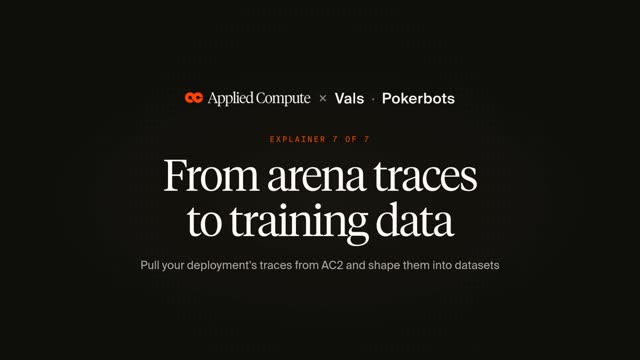 Applied Compute × Vals · Pokerbots
EXPLAINER 7 OF 7
From arena traces
to training data
Pull your deployment's traces from AC2 and shape them into datasets